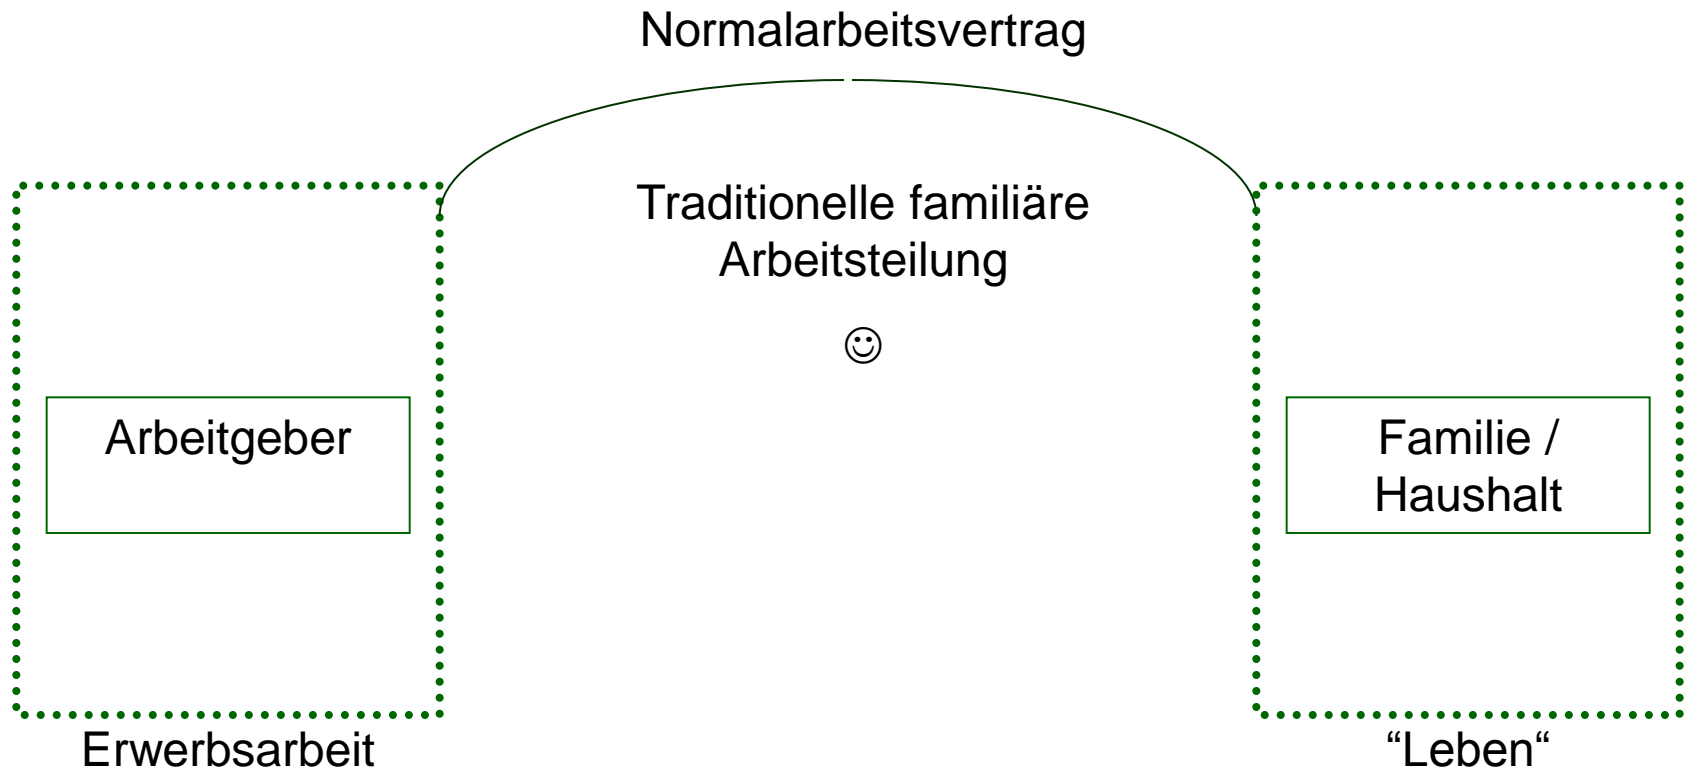 Normalarbeitsvertrag
Traditionelle familiäre
Arbeitsteilung
☺
Arbeitgeber
Familie /
Haushalt
Erwerbsarbeit
“Leben“